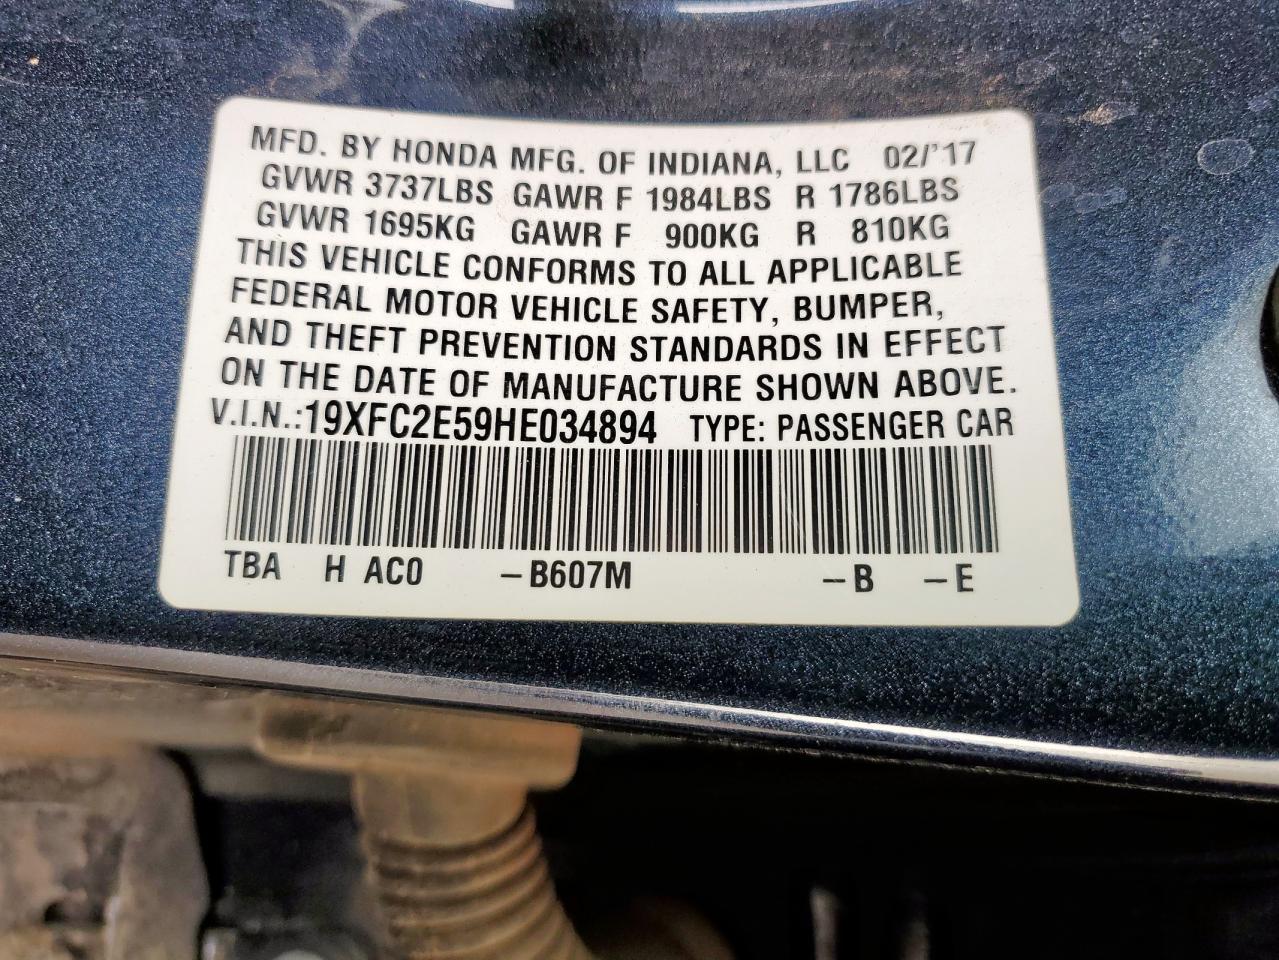 MFD. BY HONDA MFG. OF INDIANA, LLC 02/'17
GVWR 3737LBS GAWR F 1984LBS R 1786LBS
GVWR 1695KG GAWR F 900KG R 810KG
THIS VEHICLE CONFORMS TO ALL APPLICABLE
FEDERAL MOTOR VEHICLE SAFETY, BUMPER,
AND THEFT PREVENTION STANDARDS IN EFFECT
ON THE DATE OF MANUFACTURE SHOWN ABOVE.
V.I.N.:19XFC2E59HE034894 TYPE: PASSENGER CAR
TBA H AC0 –B607M –B –E